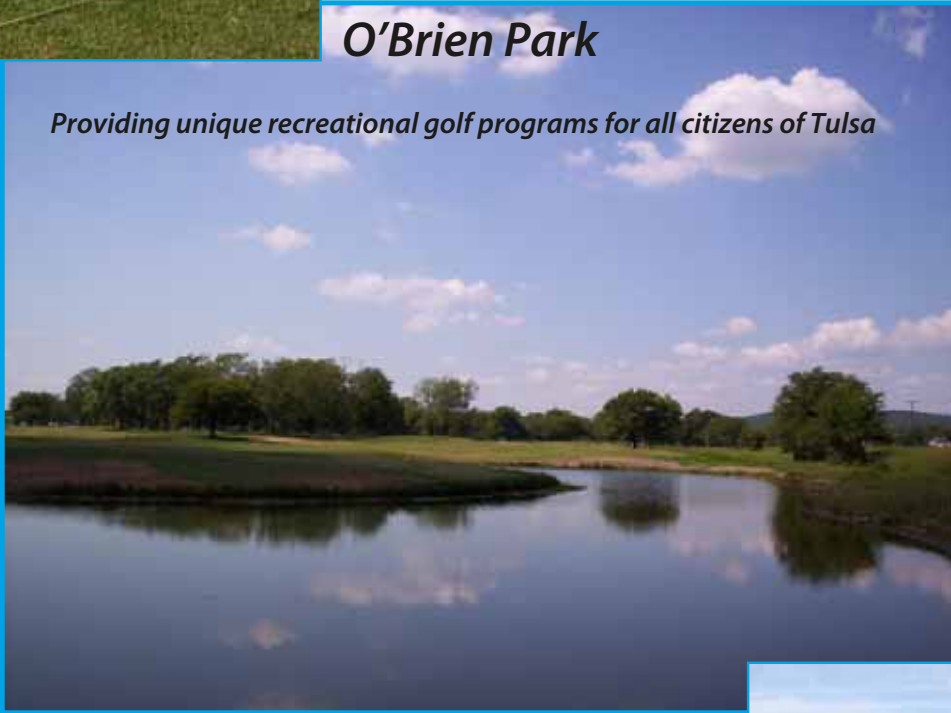 O’Brien Park
Providing unique recreational golf programs for all citizens of Tulsa